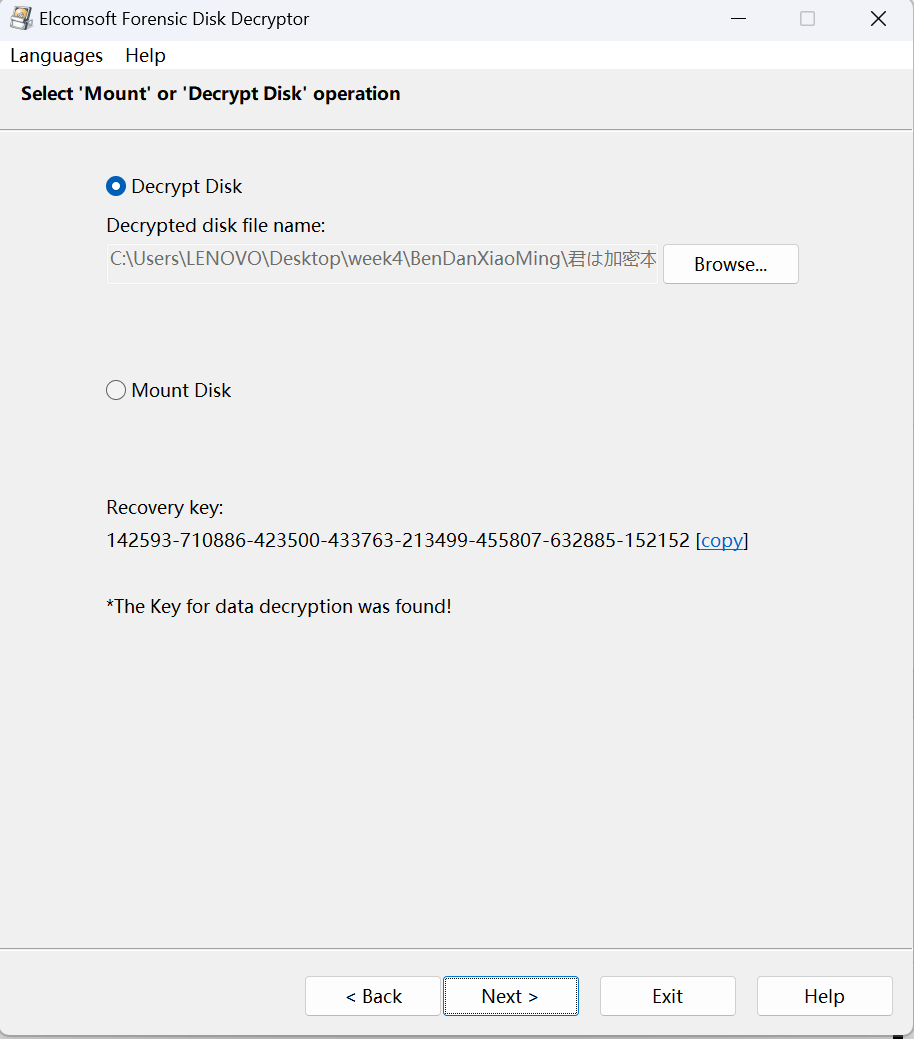 Elcomsoft Forensic Disk Decryptor
Languages Help
Select 'Mount' or 'Decrypt Disk' operation
Decrypt Disk
Decrypted disk file name:
C:\Users\LENOVO\Desktop\week4\BenDanXiaoMing\君は加密本 Browse...
Mount Disk
Recovery key:
142593-710886-423500-433763-213499-455807-632885-152152 [copy]
*The Key for data decryption was found!
< Back Next > Exit Help